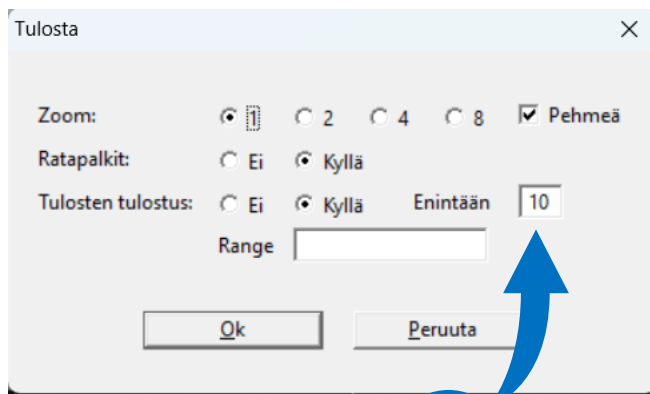 Tulosta
Zoom: 1 2 4 8 Pehmeä
Ratapalkit: Ei Kyllä
Tulosten tulostus: Ei Kyllä Enintään 10
Range
Ok Peruuta